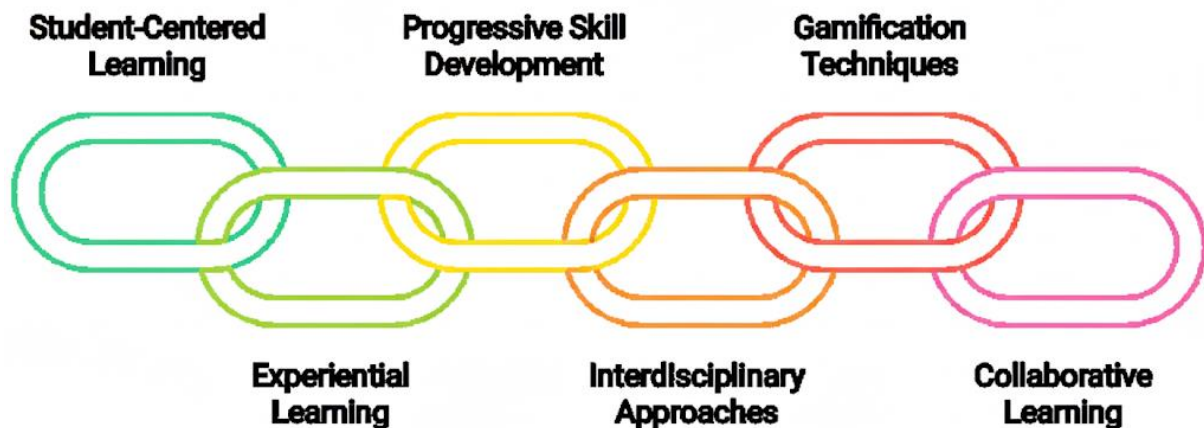 Student-Centered
Learning
Progressive Skill
Development
Gamification
Techniques
Experiential
Learning
Interdisciplinary
Approaches
Collaborative
Learning